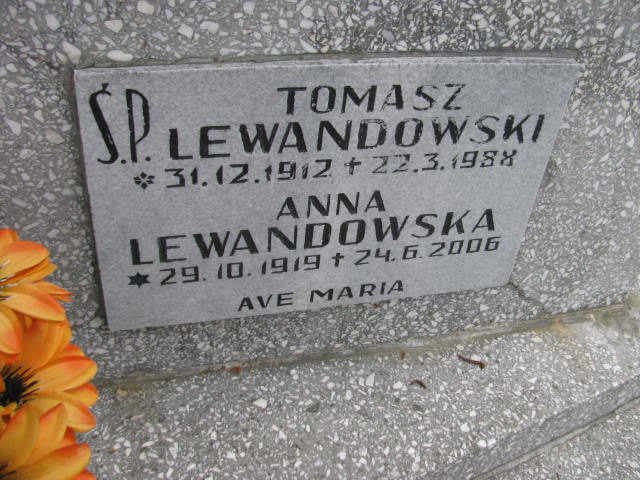 Ś.P. TOMASZ
LEWANDOWSKI
* 31.12.1912 + 22.3.1988
ANNA
LEWANDOWSKA
* 29.10.1919 + 24.6.2006
AVE MARIA